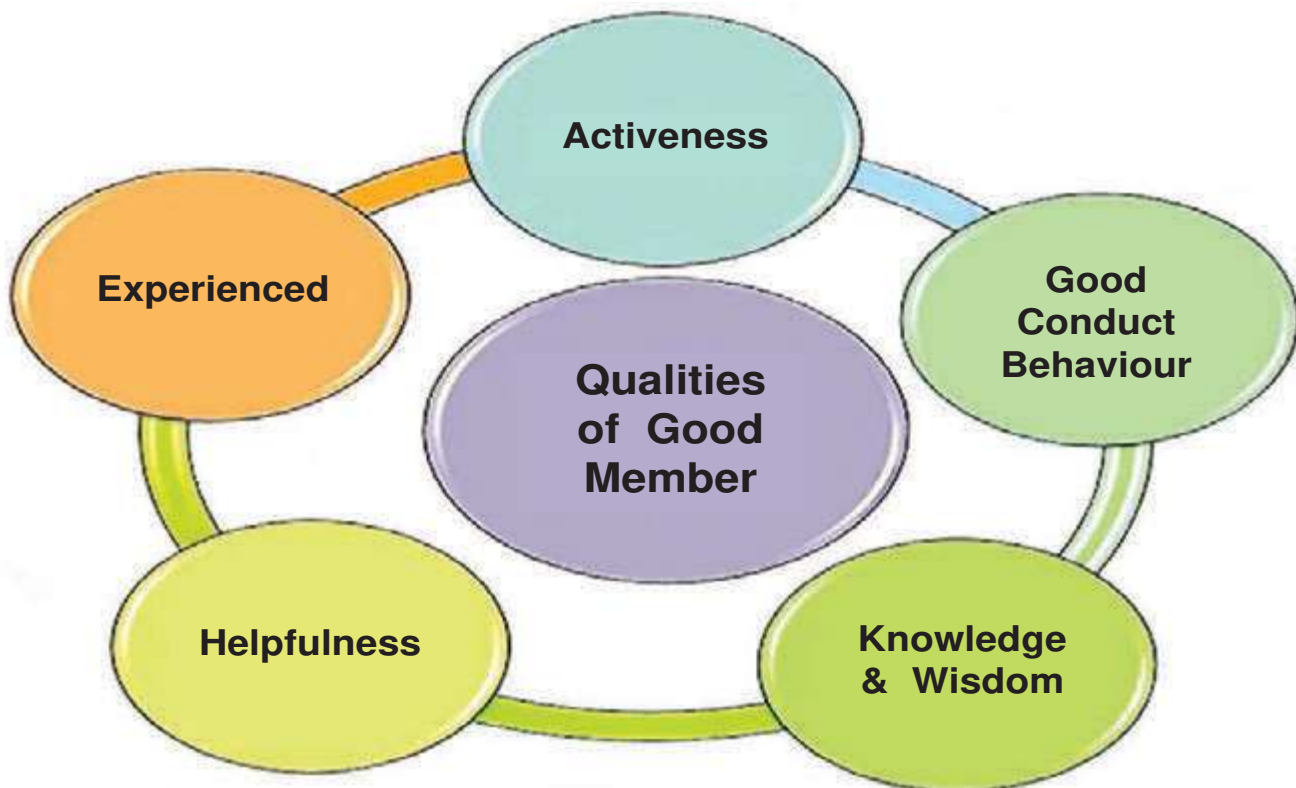 Activeness
Experienced
Good
Conduct
Behaviour
Qualities
of Good
Member
Helpfulness
Knowledge
& Wisdom